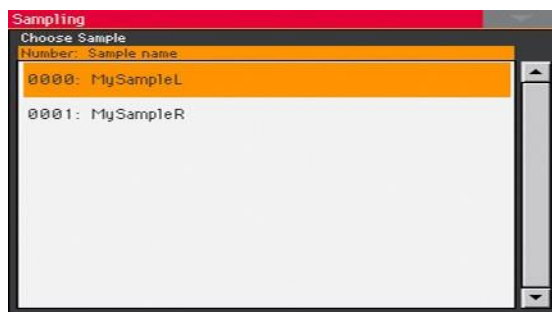 Sampling
Choose Sample
Number: Sample name
0000: MySampleL
0001: MySampleR